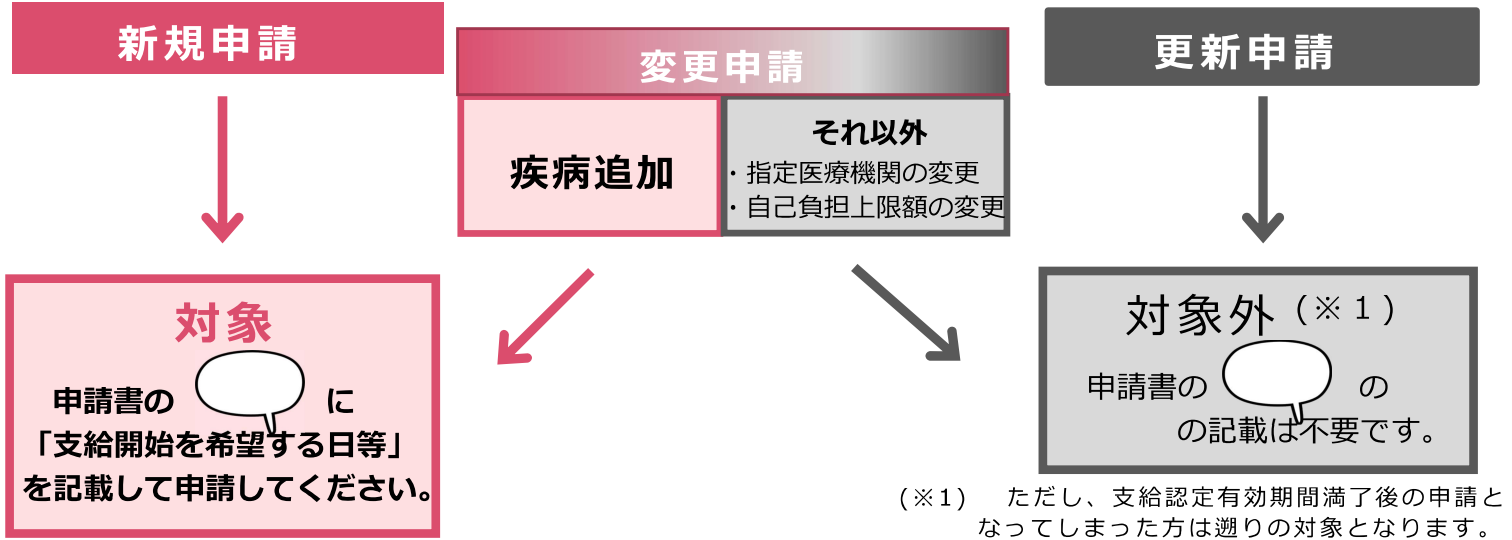 新規申請
変更申請
疾病追加
それ以外
・指定医療機関の変更
・自己負担上限額の変更
更新申請
対象
申請書の に
「支給開始を希望する日等」
を記載して申請してください。
対象外(※1)
申請書の の
の記載は不要です。
(※1) ただし、支給認定有効期間満了後の申請と
なってしまった方は遡りの対象となります。